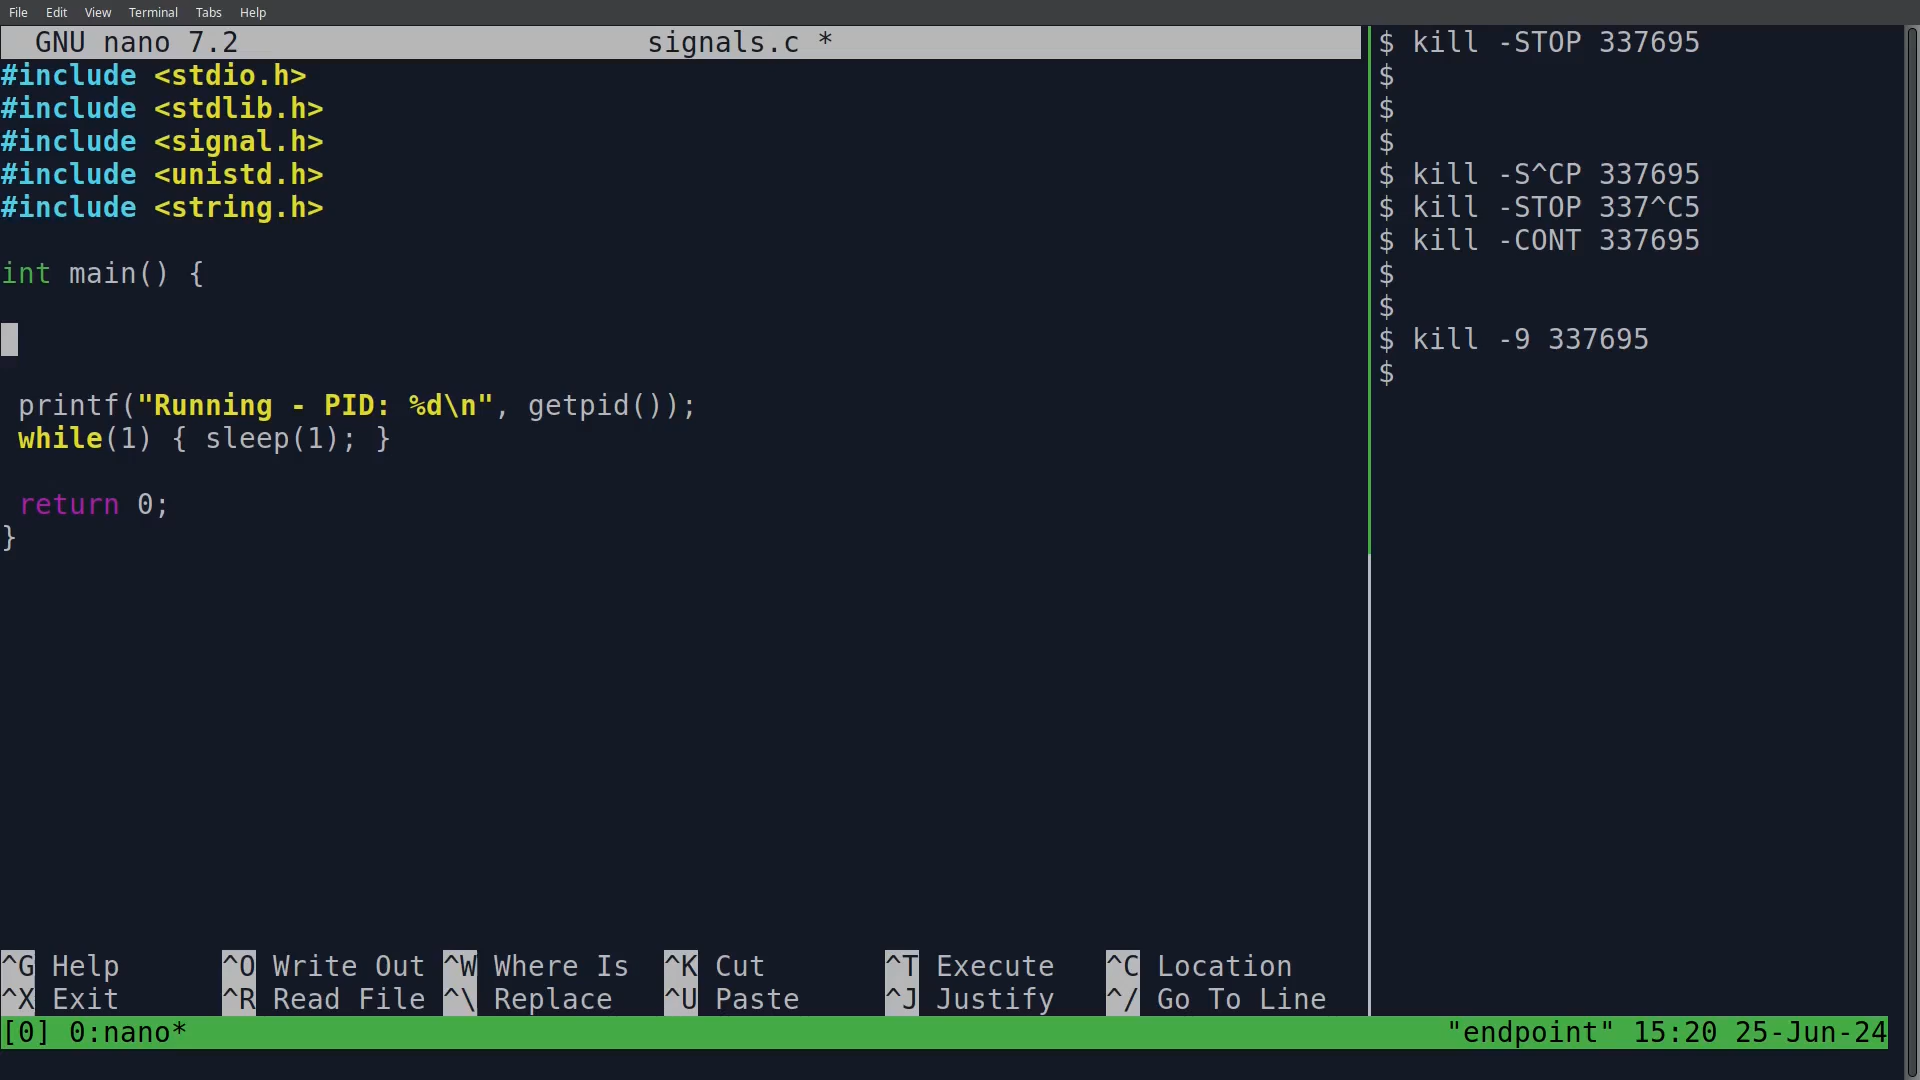 File Edit View Terminal Tabs Help
GNU nano 7.2 signals.c *
#include <stdio.h>
#include <stdlib.h>
#include <signal.h>
#include <unistd.h>
#include <string.h>
int main() {
printf("Running - PID: %d\n", getpid());
while(1) { sleep(1); }
return 0;
}
^G Help ^O Write Out ^W Where Is ^K Cut ^T Execute ^C Location
^X Exit ^R Read File ^\ Replace ^U Paste ^J Justify ^/ Go To Line
$ kill -STOP 337695
$
$
$
$ kill -S^CP 337695
$ kill -STOP 337^C5
$ kill -CONT 337695
$
$
$ kill -9 337695
$
[0] 0:nano* "endpoint" 15:20 25-Jun-24